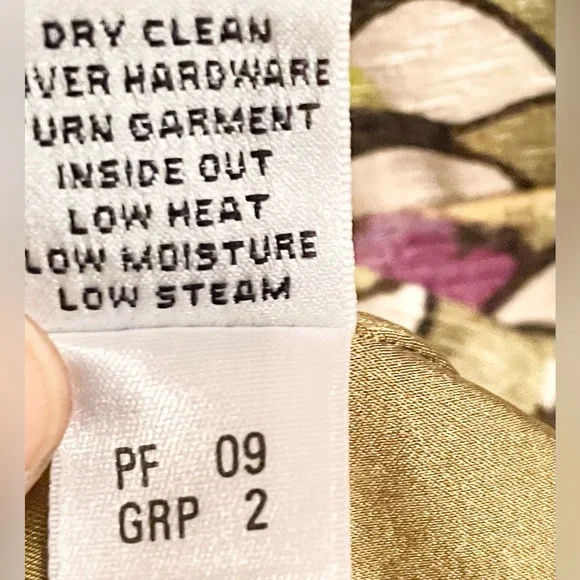 DRY CLEAN
VER HARDWARE
URN GARMENT
INSIDE OUT
LOW HEAT
LOW MOISTURE
LOW STEAM
PF 09
GRP 2